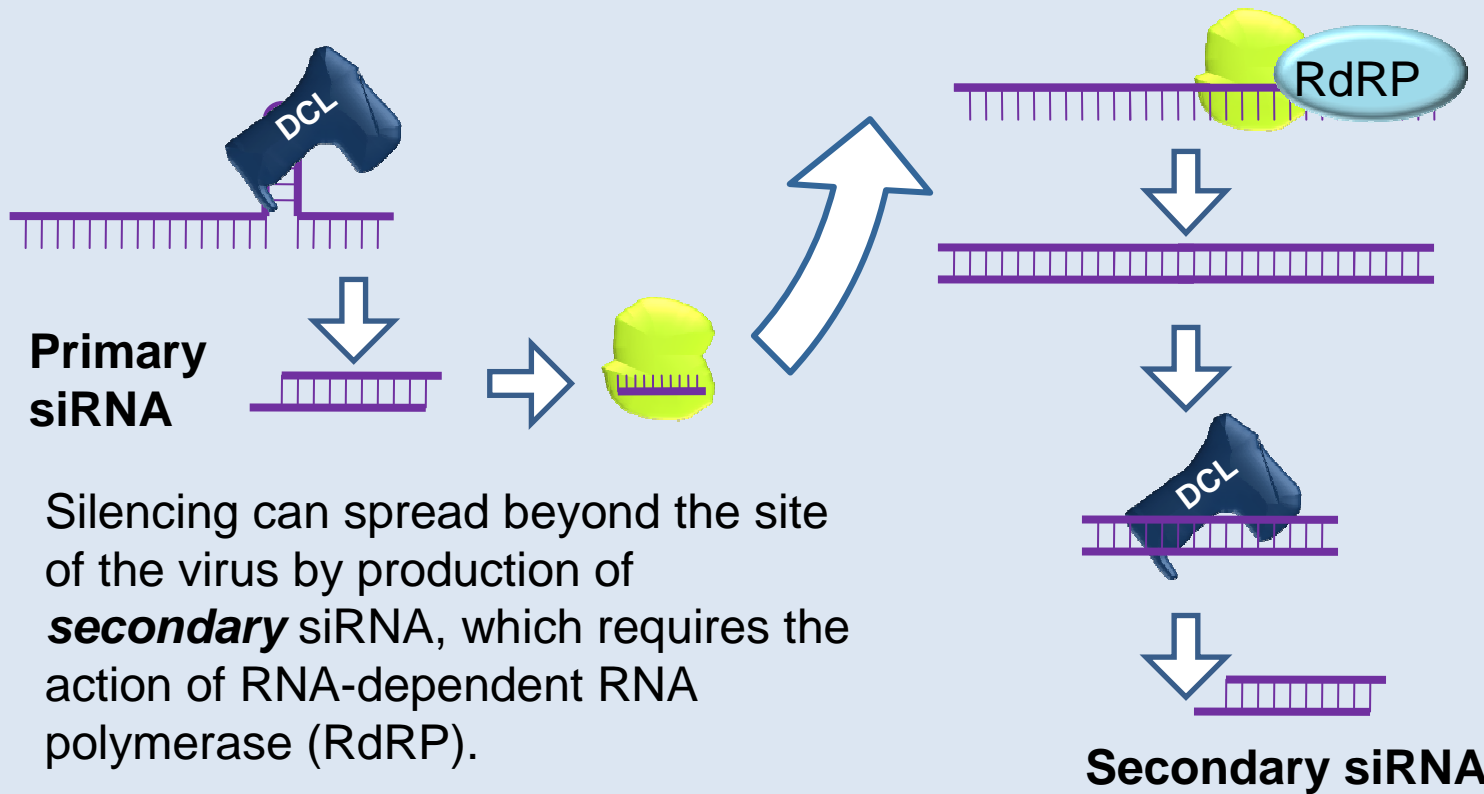 DCL
Primary
siRNA
Silencing can spread beyond the site
of the virus by production of
secondary siRNA, which requires the
action of RNA-dependent RNA
polymerase (RdRP).
RdRP
DCL
Secondary siRNA